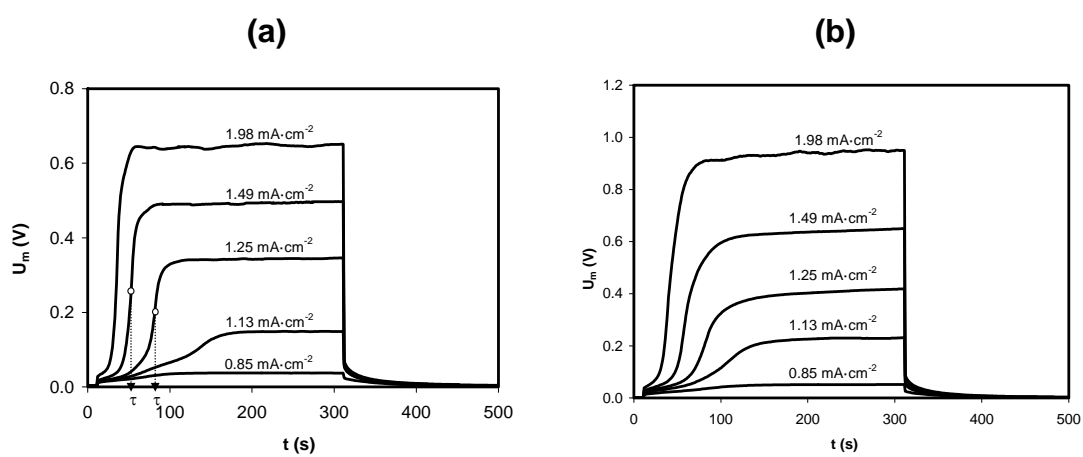 (a)
0.8
0.6
0.4
0.2
0.0
U_m (V)
1.98 mA·cm⁻²
1.49 mA·cm⁻²
1.25 mA·cm⁻²
1.13 mA·cm⁻²
0.85 mA·cm⁻²
τ τ
0 100 200 300 400 500
t (s)
(b)
1.2
1.0
0.8
0.6
0.4
0.2
0.0
U_m (V)
1.98 mA·cm⁻²
1.49 mA·cm⁻²
1.25 mA·cm⁻²
1.13 mA·cm⁻²
0.85 mA·cm⁻²
0 100 200 300 400 500
t (s)